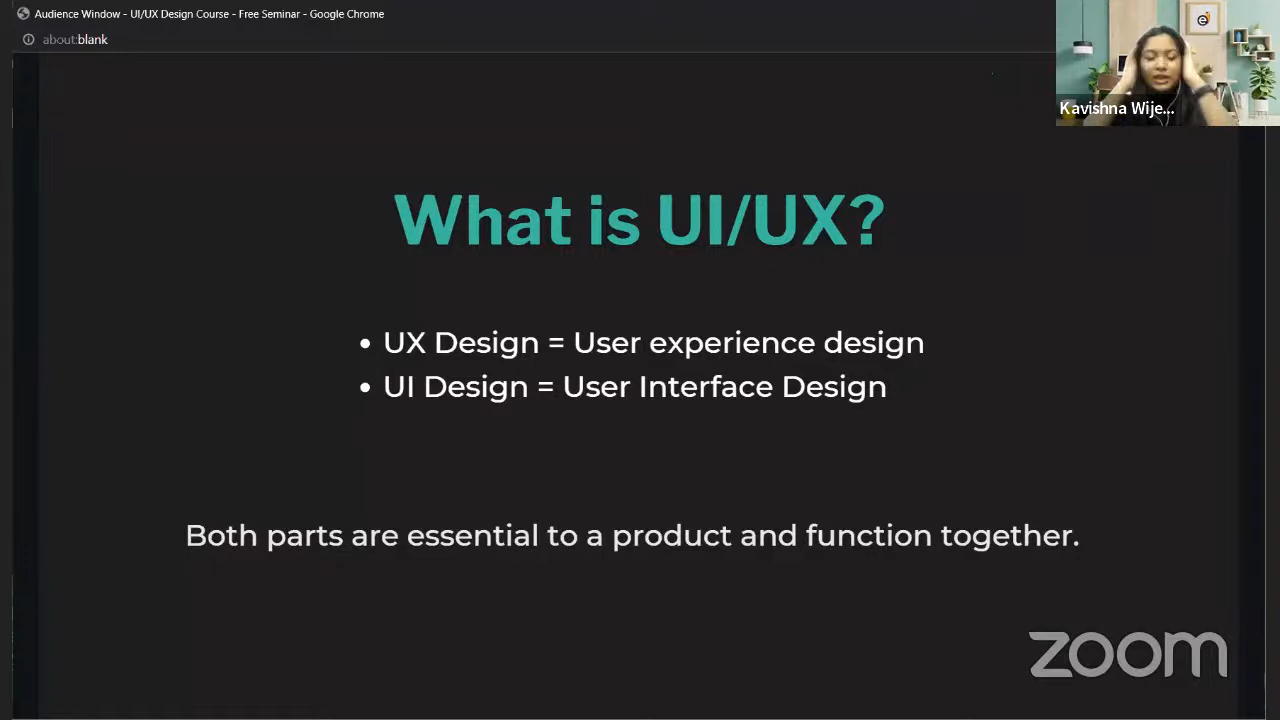 Audience Window - UI/UX Design Course - Free Seminar - Google Chrome
about:blank
Kavishna Wije...
What is UI/UX?
• UX Design = User experience design
• UI Design = User Interface Design
Both parts are essential to a product and function together.
zoom